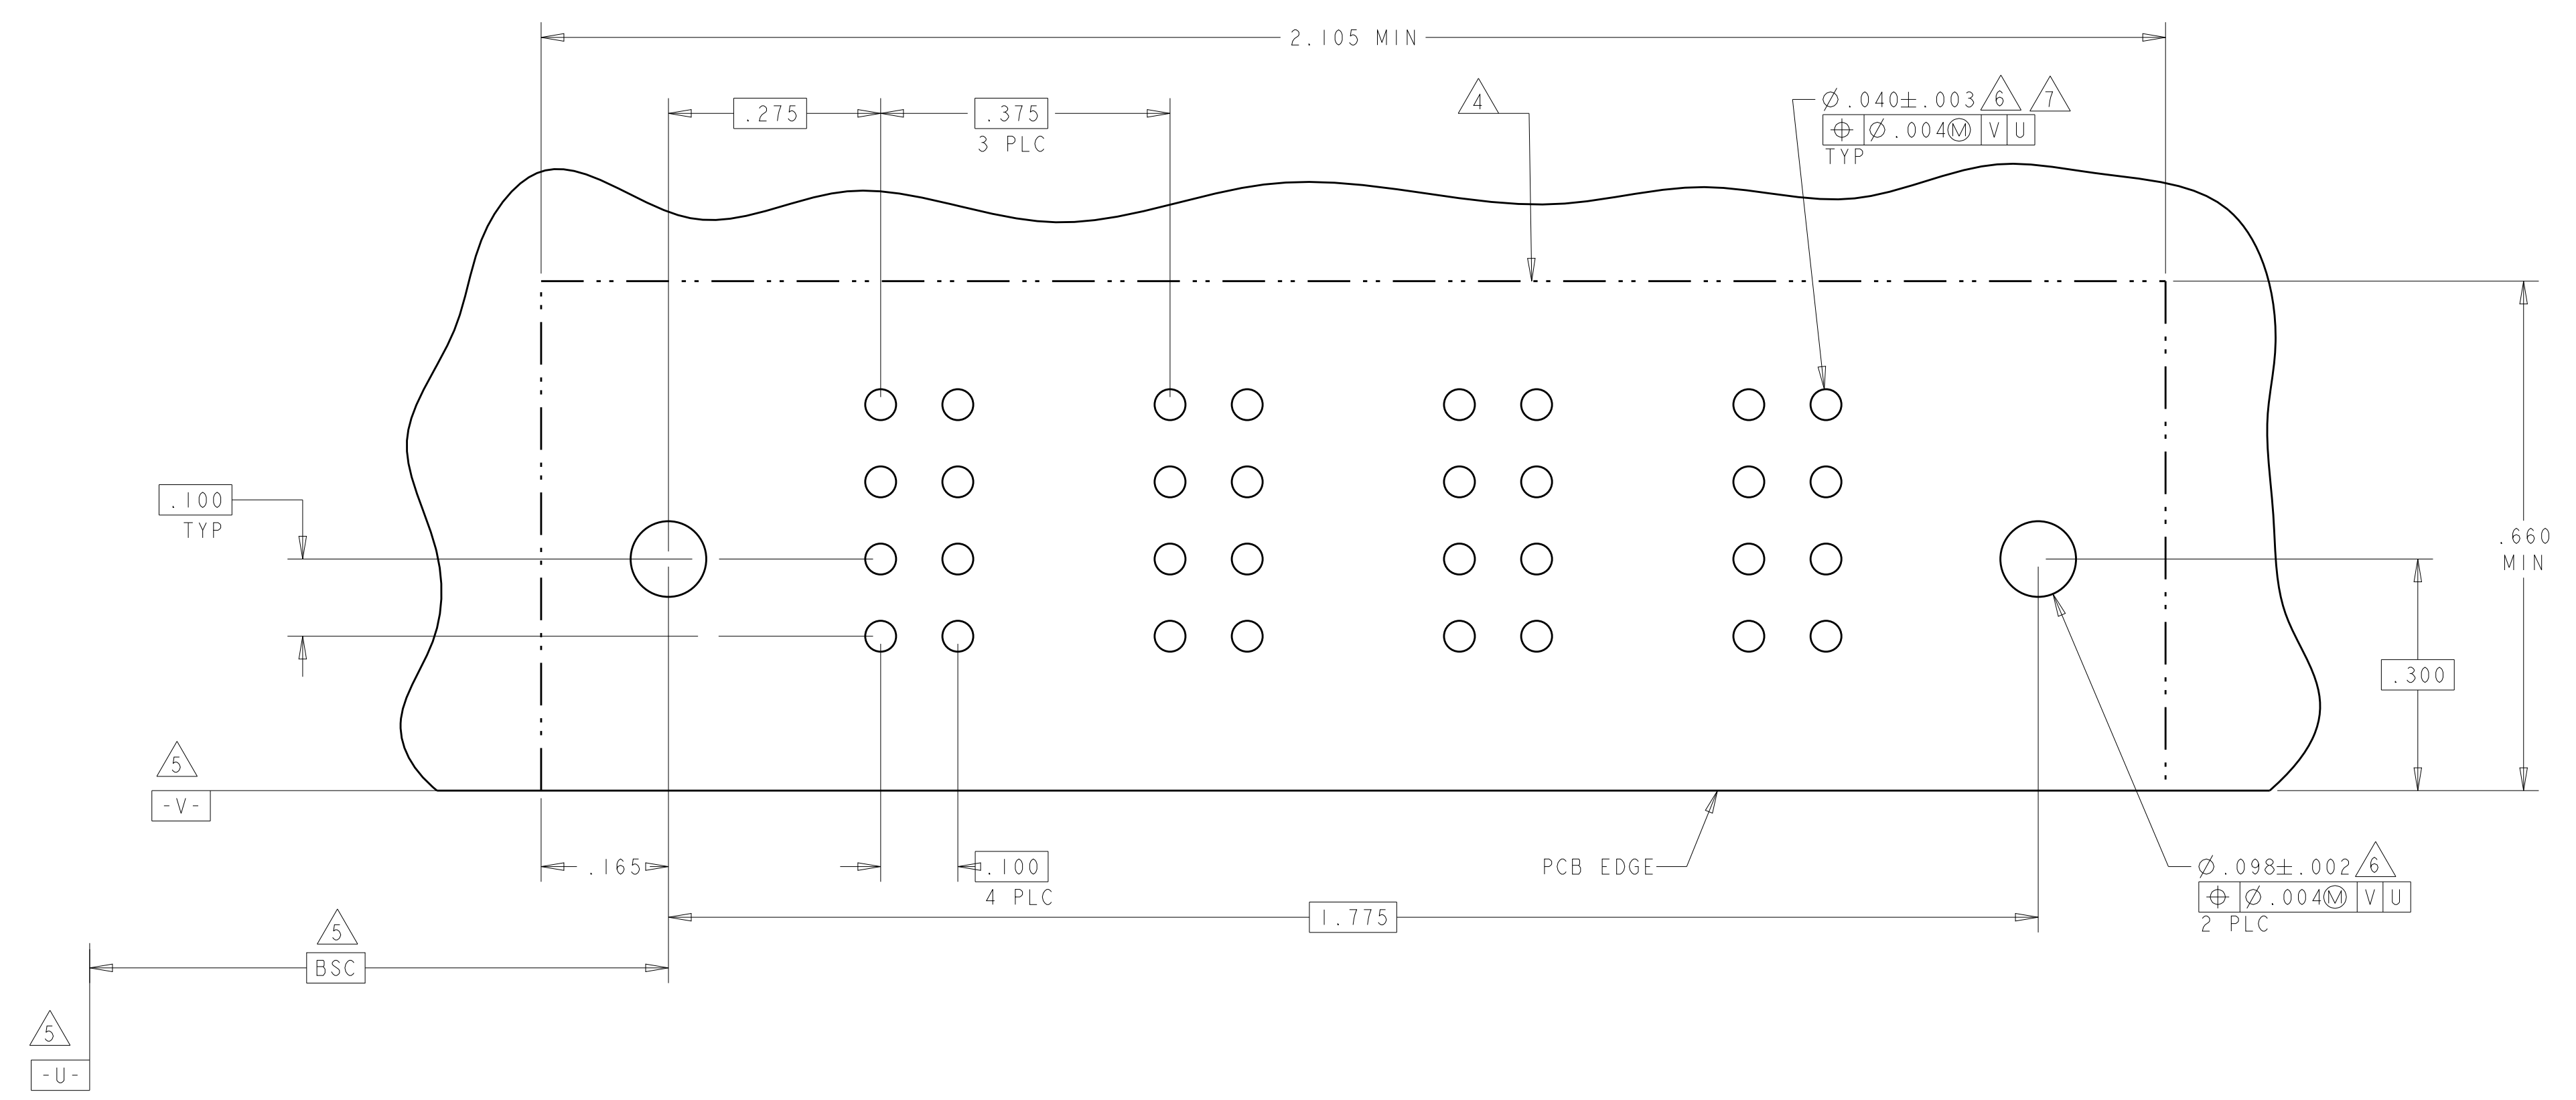 2.105 MIN
.275
.375
3 PLC
4
Ø.040±.003 6 7
⌖ Ø.004Ⓜ V U
TYP
.100
TYP
.660
MIN
.300
5
-V-
.165
.100
4 PLC
PCB EDGE
Ø.098±.002 6
⌖ Ø.004Ⓜ V U
2 PLC
1.775
5
BSC
5
-U-